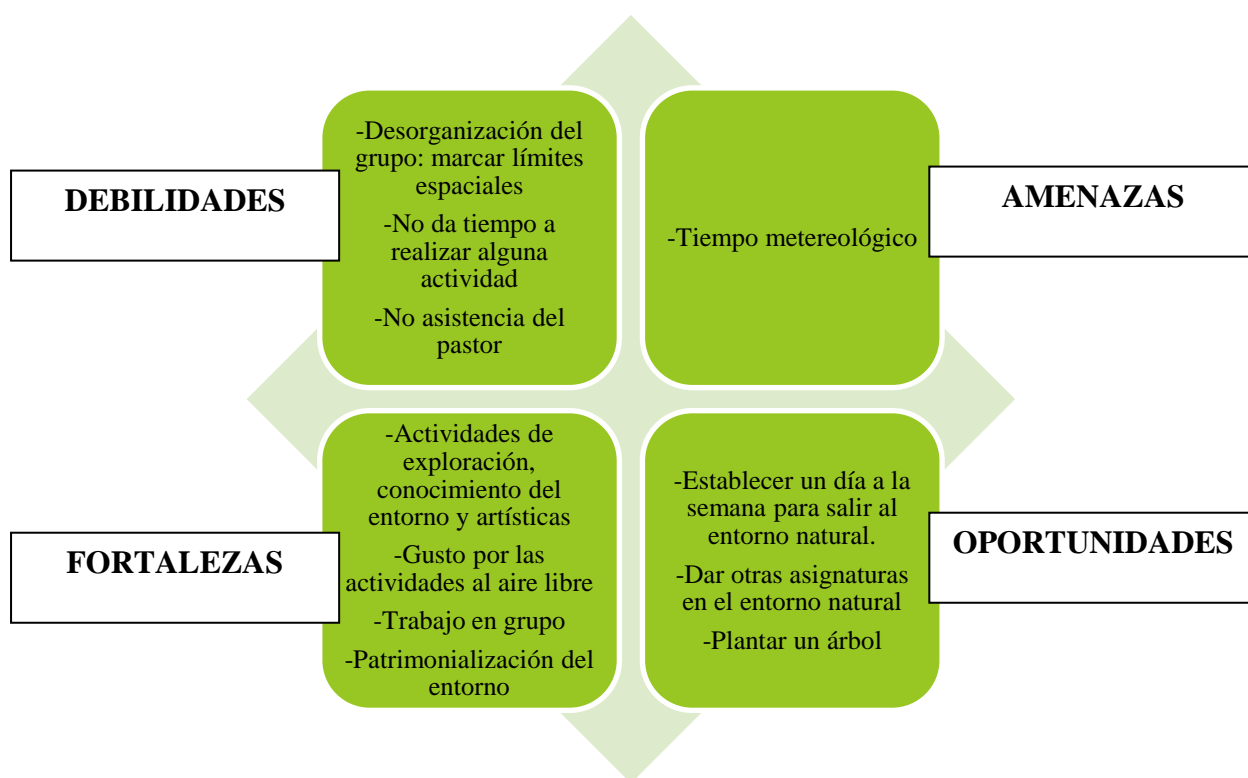 DEBILIDADES
-Desorganización del
grupo: marcar límites
espaciales
-No da tiempo a
realizar alguna
actividad
-No asistencia del
pastor
-Tiempo metereológico
AMENAZAS
FORTALEZAS
-Actividades de
exploración,
conocimiento del
entorno y artísticas
-Gusto por las
actividades al aire libre
-Trabajo en grupo
-Patrimonialización del
entorno
-Establecer un día a la
semana para salir al
entorno natural.
-Dar otras asignaturas
en el entorno natural
-Plantar un árbol
OPORTUNIDADES